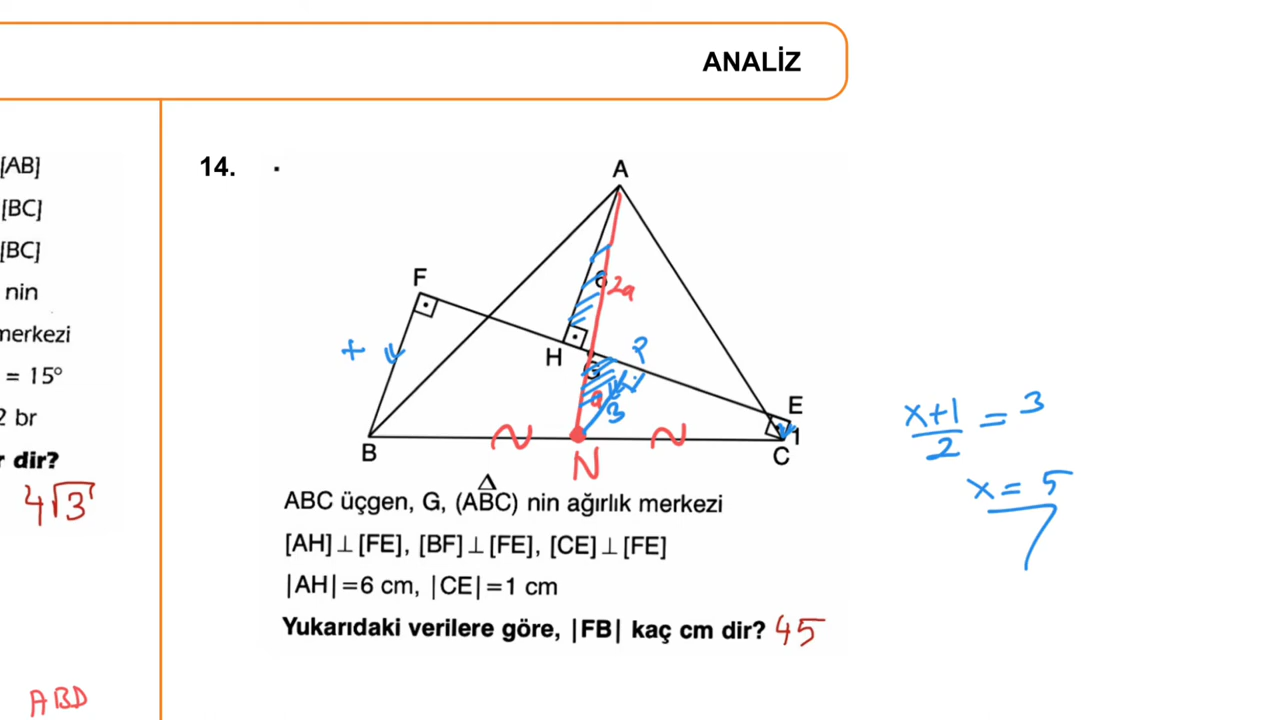 ANALİZ
[AB]
[BC]
[BC]
nin
merkezi
= 15°
2 br
r dir?
4√3
ABD
14.
A
F
6
2a
H
G
P
+
a
3
E
1
B
N
C
ABC üçgen, G, (ABC) nin ağırlık merkezi
[AH]⊥[FE], [BF]⊥[FE], [CE]⊥[FE]
|AH|=6 cm, |CE|=1 cm
Yukarıdaki verilere göre, |FB| kaç cm dir? 45
x+1/2 = 3
x = 5